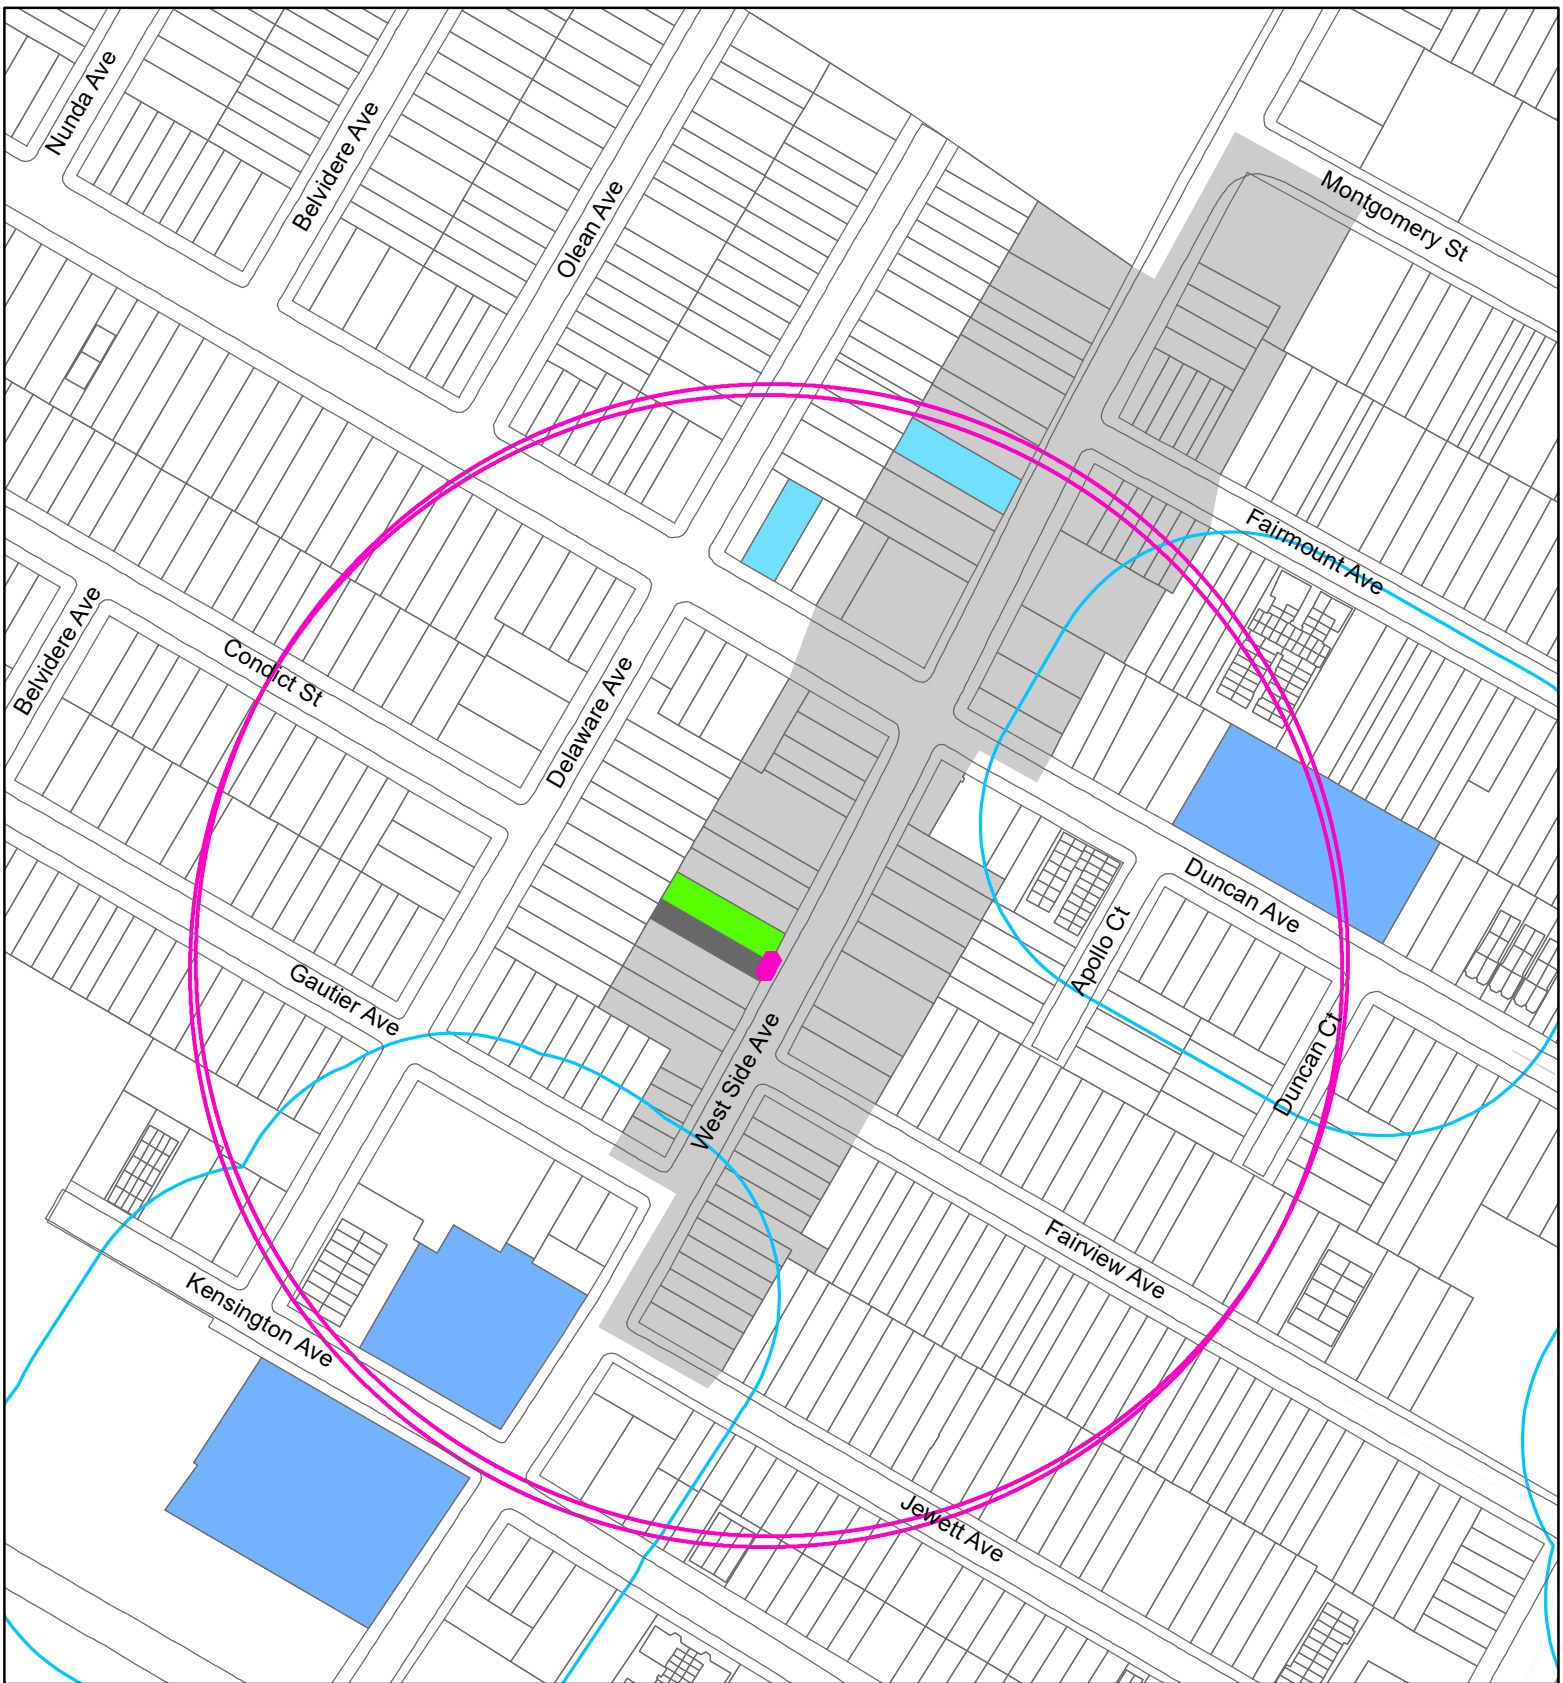 Nunda Ave
Belvidere Ave
Olean Ave
Montgomery St
Fairmount Ave
Belvidere Ave
Condict St
Delaware Ave
Duncan Ave
Apollo Ct
Gautier Ave
Duncan Ct
West Side Ave
Fairview Ave
Kensington Ave
Jewett Ave